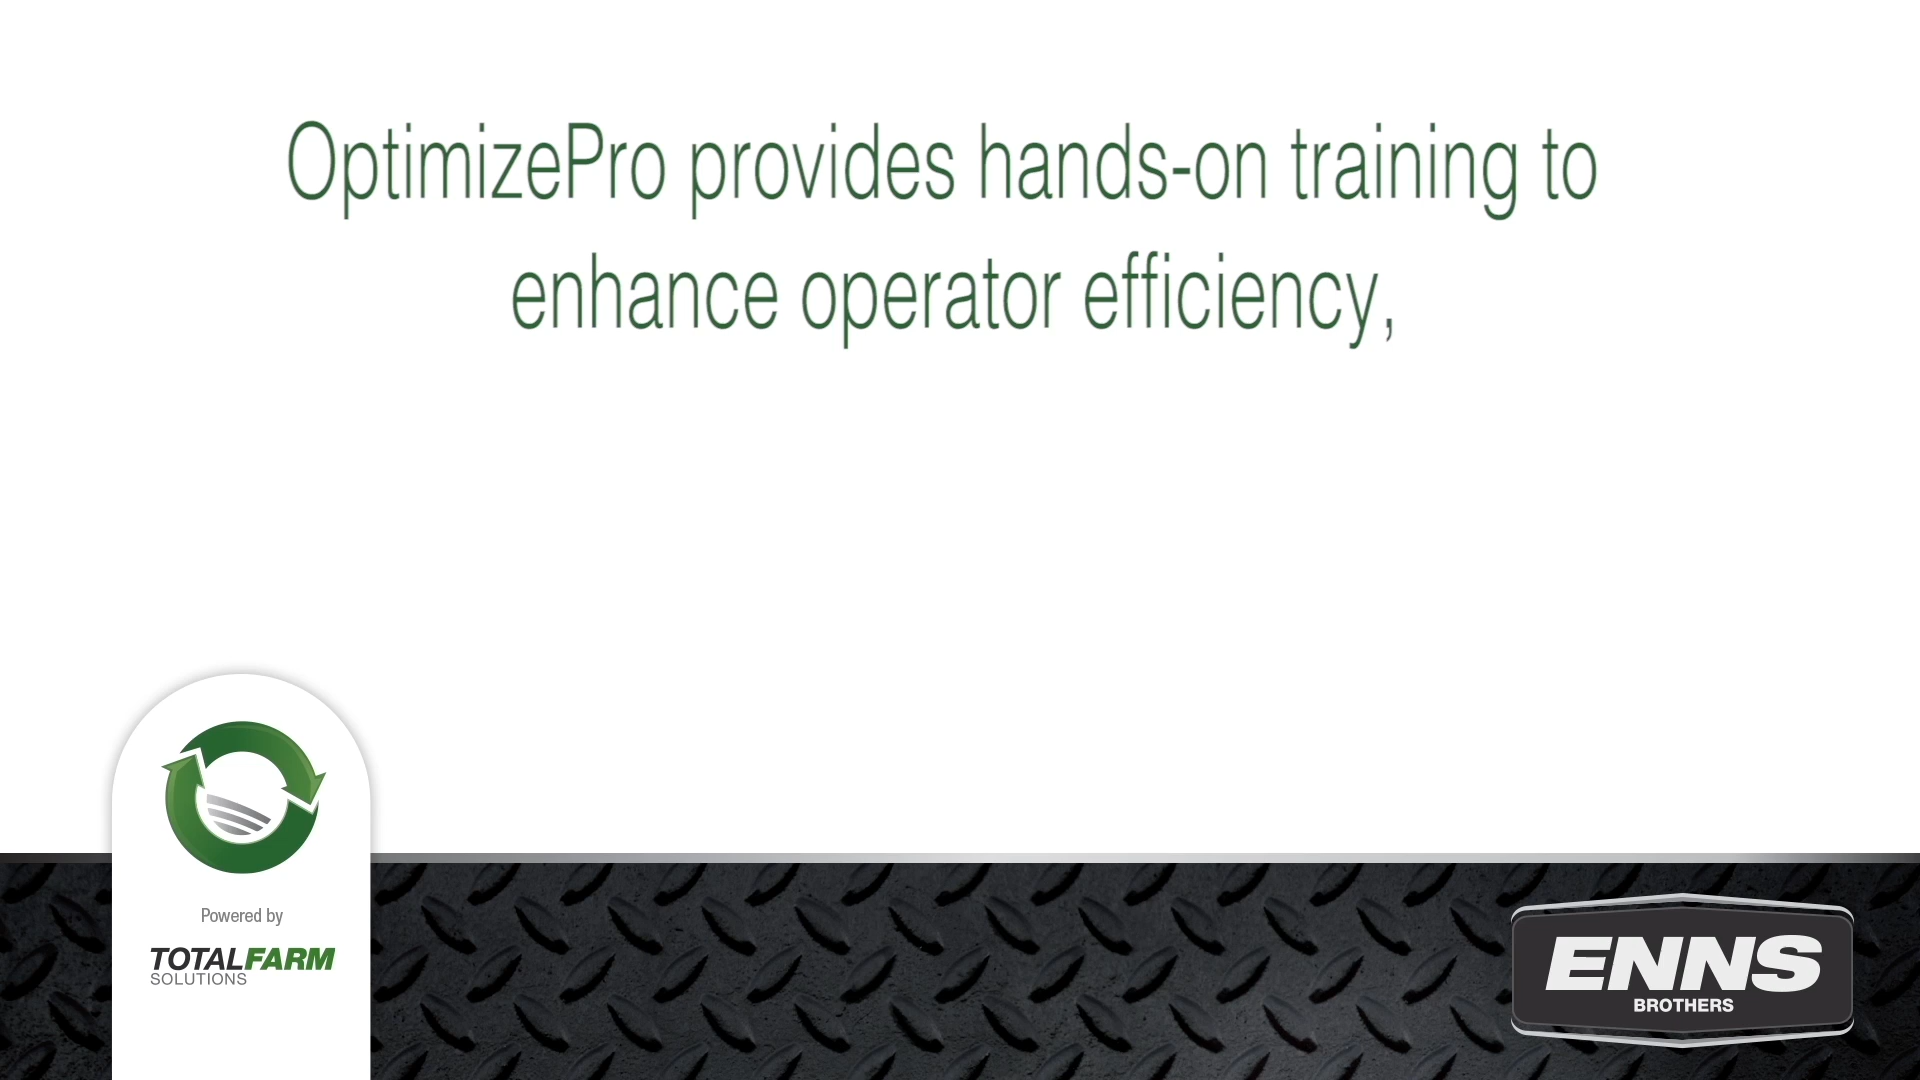 OptimizePro provides hands-on training to
enhance operator efficiency,
Powered by
TOTALFARM
SOLUTIONS
ENNS
BROTHERS